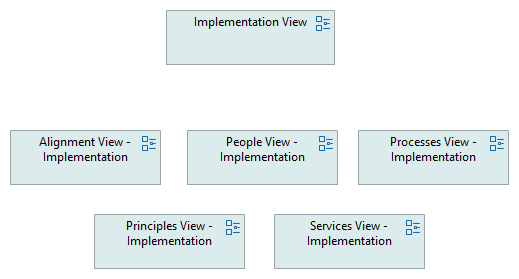 Implementation View
Alignment View -
Implementation
People View -
Implementation
Processes View -
Implementation
Principles View -
Implementation
Services View -
Implementation